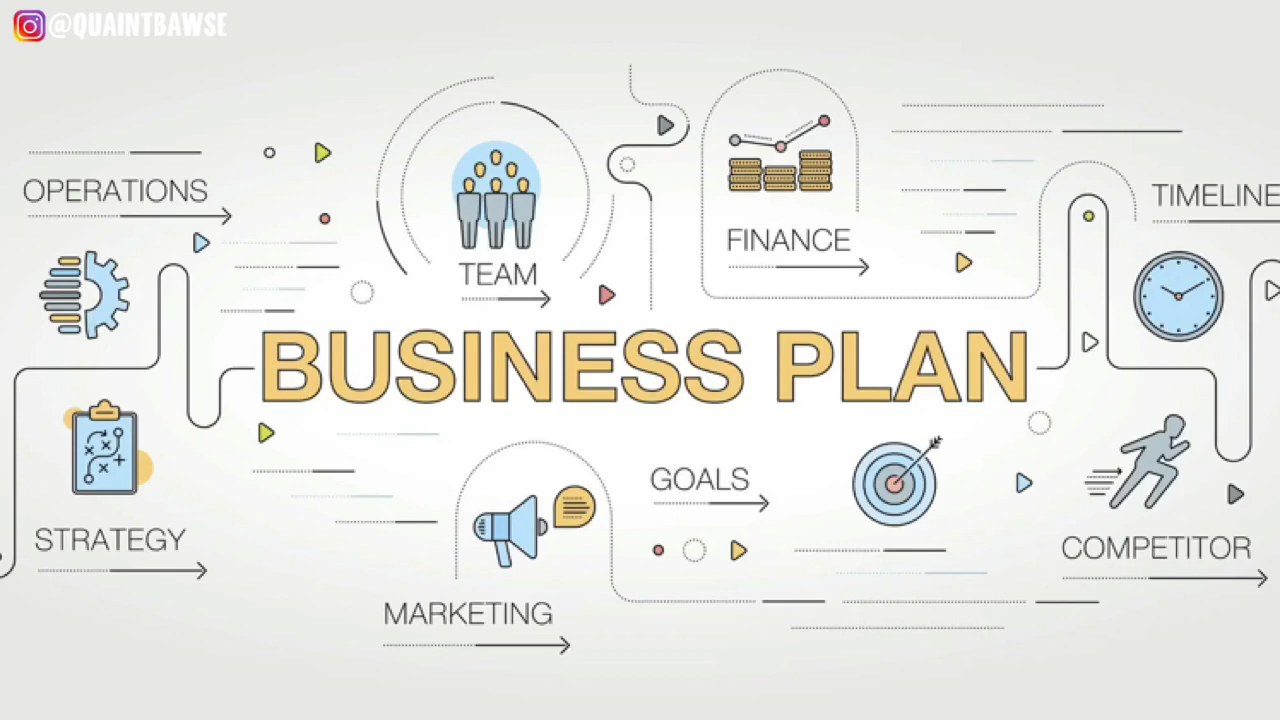 @QUAINTBAWSE
OPERATIONS
TEAM
FINANCE
TIMELINE
BUSINESS PLAN
STRATEGY
MARKETING
GOALS
COMPETITOR